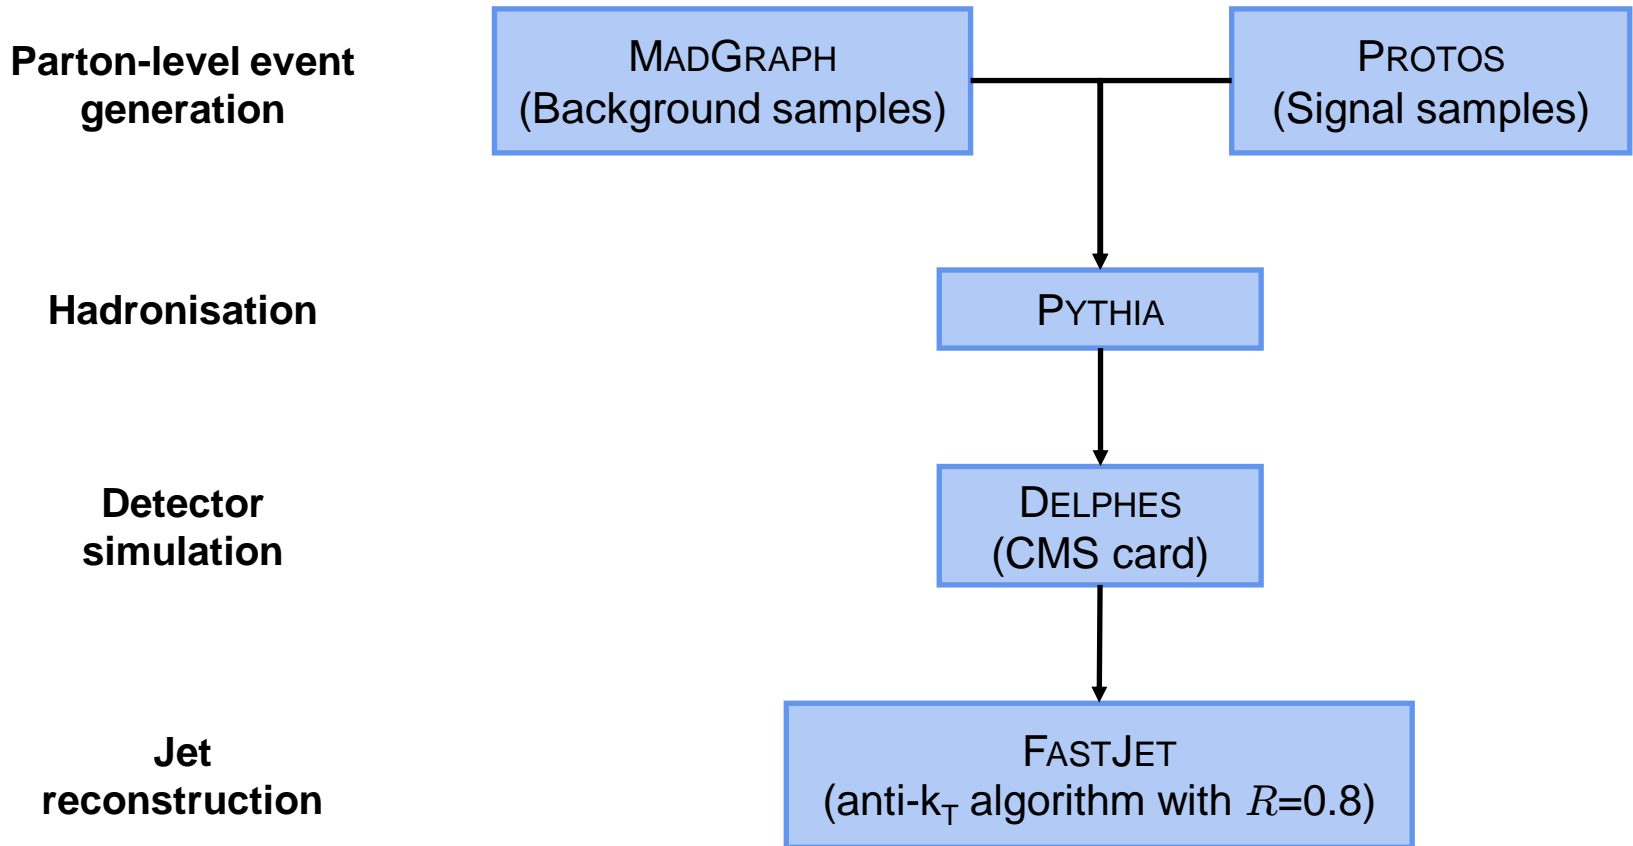 Parton-level event
generation
MADGRAPH
(Background samples)
PROTOS
(Signal samples)
Hadronisation
PYTHIA
Detector
simulation
DELPHES
(CMS card)
Jet
reconstruction
FASTJET
(anti-kT algorithm with R=0.8)